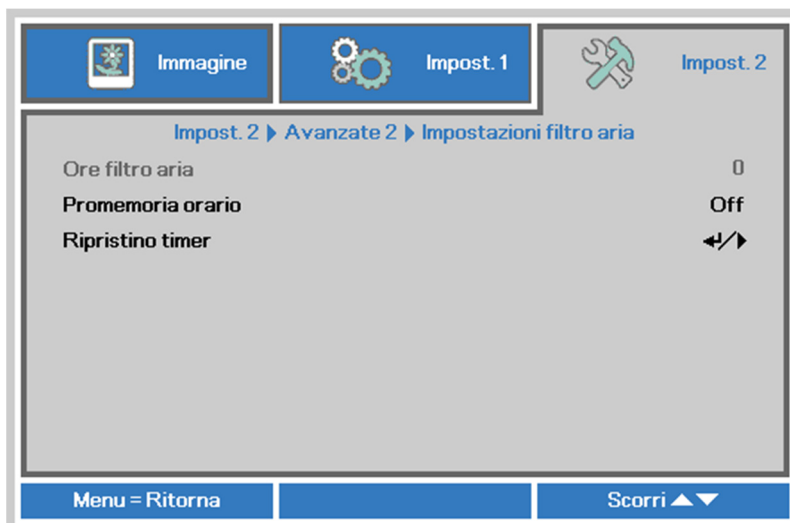 Immagine Impost. 1 Impost. 2
Impost. 2 Avanzate 2 Impostazioni filtro aria
Ore filtro aria 0
Promemoria orario Off
Ripristino timer
Menu = Ritorna Scorri